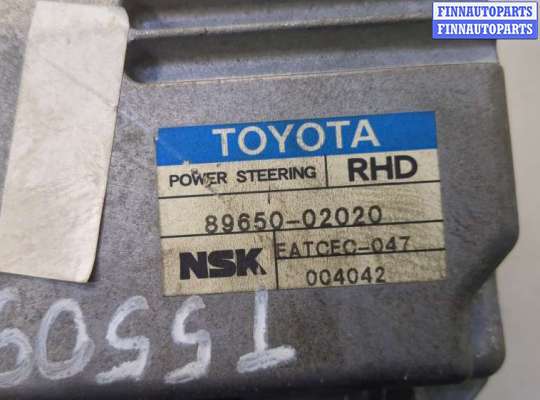 FINNAUTOPARTS
FINNAUTOPARTS
TOYOTA
POWER STEERING RHD
89650-02020
NSK EATCEC-047
004042
T5509